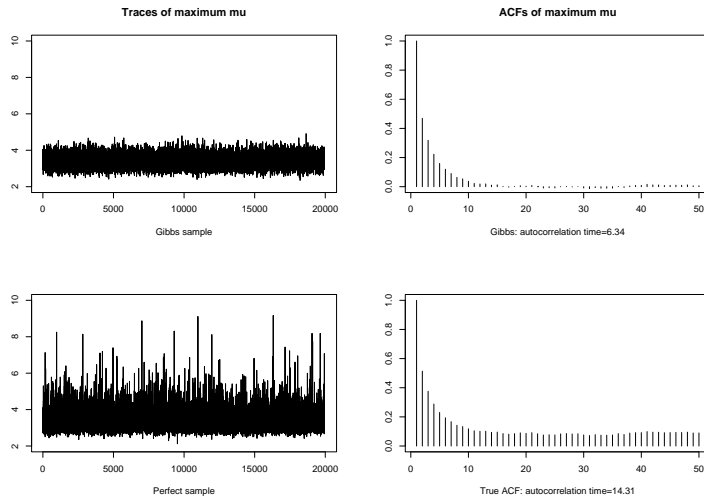 Traces of maximum mu
ACFs of maximum mu
10
8
6
4
2
0 5000 10000 15000 20000
Gibbs sample
1.0
0.8
0.6
0.4
0.2
0.0
0 10 20 30 40 50
Gibbs: autocorrelation time=6.34
10
8
6
4
2
0 5000 10000 15000 20000
Perfect sample
1.0
0.8
0.6
0.4
0.2
0.0
0 10 20 30 40 50
True ACF: autocorrelation time=14.31